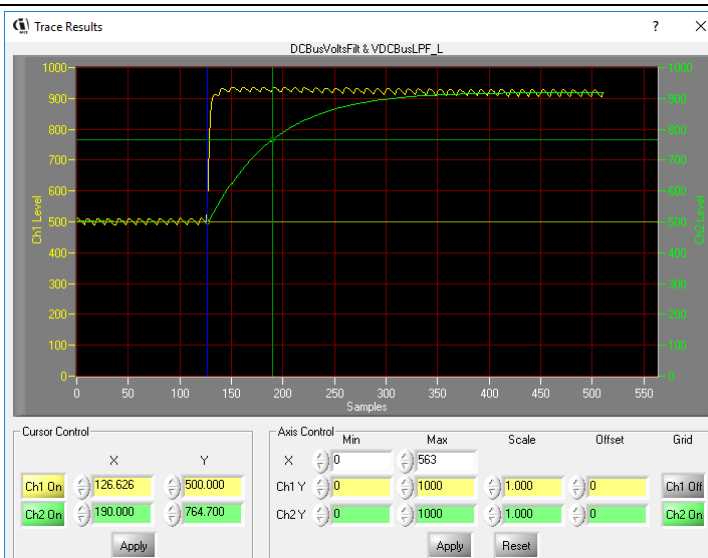 Trace Results
? X
DCBusVoltsFilt & VDCBusLPF_L
1000
900
800
700
600
500
400
300
200
100
0
Ch1 Level
1000
900
800
700
600
500
400
300
200
100
0
Ch2 Level
0 50 100 150 200 250 300 350 400 450 500 550
Samples
Cursor Control
X Y
Ch1 On 126.626 500.000
Ch2 On 190.000 764.700
Apply
Axis Control
Min Max Scale Offset Grid
X 0 563
Ch1 Y 0 1000 1.000 0 Ch1 Off
Ch2 Y 0 1000 1.000 0 Ch2 On
Apply Reset